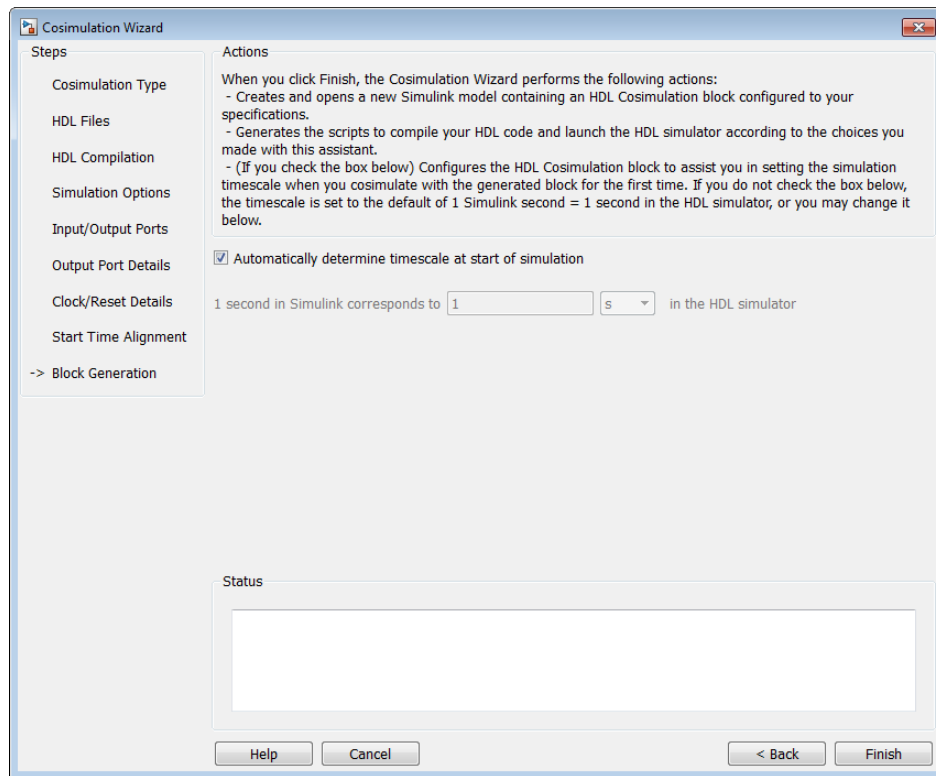 Cosimulation Wizard
Steps
Cosimulation Type
HDL Files
HDL Compilation
Simulation Options
Input/Output Ports
Output Port Details
Clock/Reset Details
Start Time Alignment
-> Block Generation
Actions
When you click Finish, the Cosimulation Wizard performs the following actions:
- Creates and opens a new Simulink model containing an HDL Cosimulation block configured to your
specifications.
- Generates the scripts to compile your HDL code and launch the HDL simulator according to the choices you
made with this assistant.
- (If you check the box below) Configures the HDL Cosimulation block to assist you in setting the simulation
timescale when you cosimulate with the generated block for the first time. If you do not check the box below,
the timescale is set to the default of 1 Simulink second = 1 second in the HDL simulator, or you may change it
below.
Automatically determine timescale at start of simulation
1 second in Simulink corresponds to 1 s in the HDL simulator
Status
Help Cancel < Back Finish